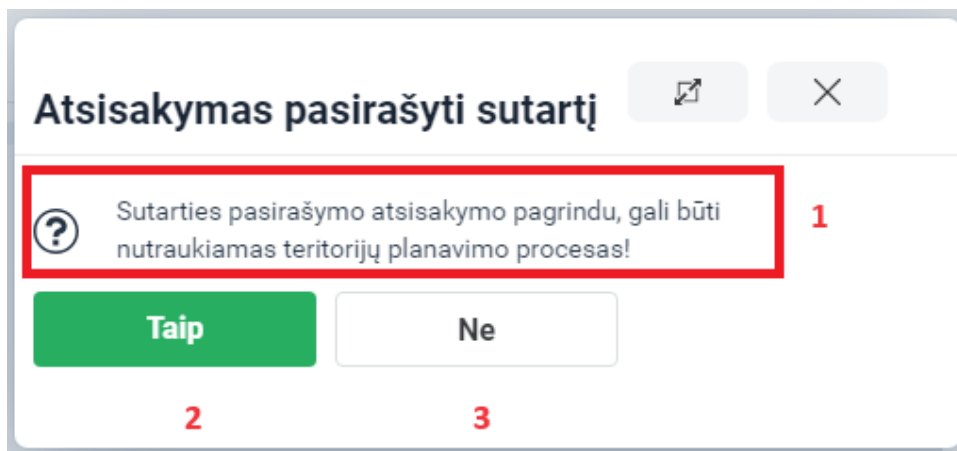 Atsisakymas pasirašyti sutartį
Sutarties pasirašymo atsisakymo pagrindu, gali būti
nutraukiamas teritorijų planavimo procesas!
1
Taip
Ne
2
3